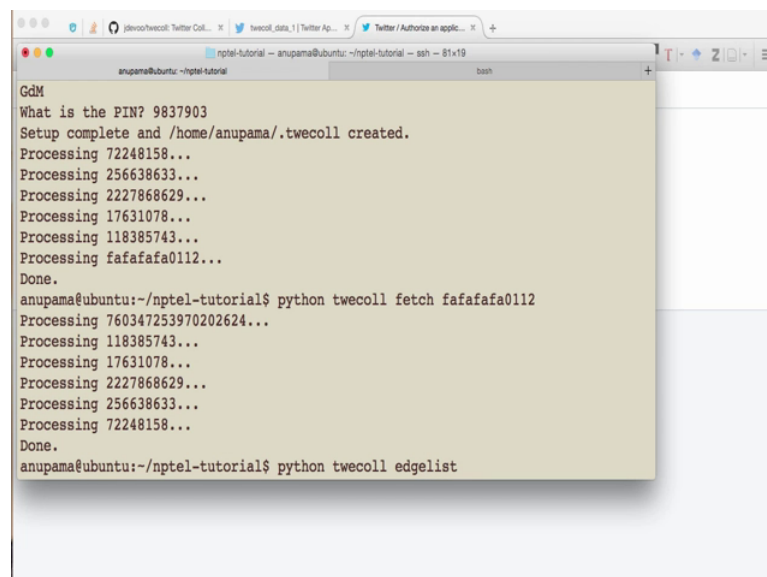 jdevoo/twecoll: Twitter Coll... × twecoll_data_1 | Twitter Ap... × Twitter / Authorize an applic... × +
nptel-tutorial — anupama@ubuntu: ~/nptel-tutorial — ssh — 81×19
anupama@ubuntu: ~/nptel-tutorial bash +
GdM
What is the PIN? 9837903
Setup complete and /home/anupama/.twecoll created.
Processing 72248158...
Processing 256638633...
Processing 2227868629...
Processing 17631078...
Processing 118385743...
Processing fafafafa0112...
Done.
anupama@ubuntu:~/nptel-tutorial$ python twecoll fetch fafafafa0112
Processing 760347253970202624...
Processing 118385743...
Processing 17631078...
Processing 2227868629...
Processing 256638633...
Processing 72248158...
Done.
anupama@ubuntu:~/nptel-tutorial$ python twecoll edgelist